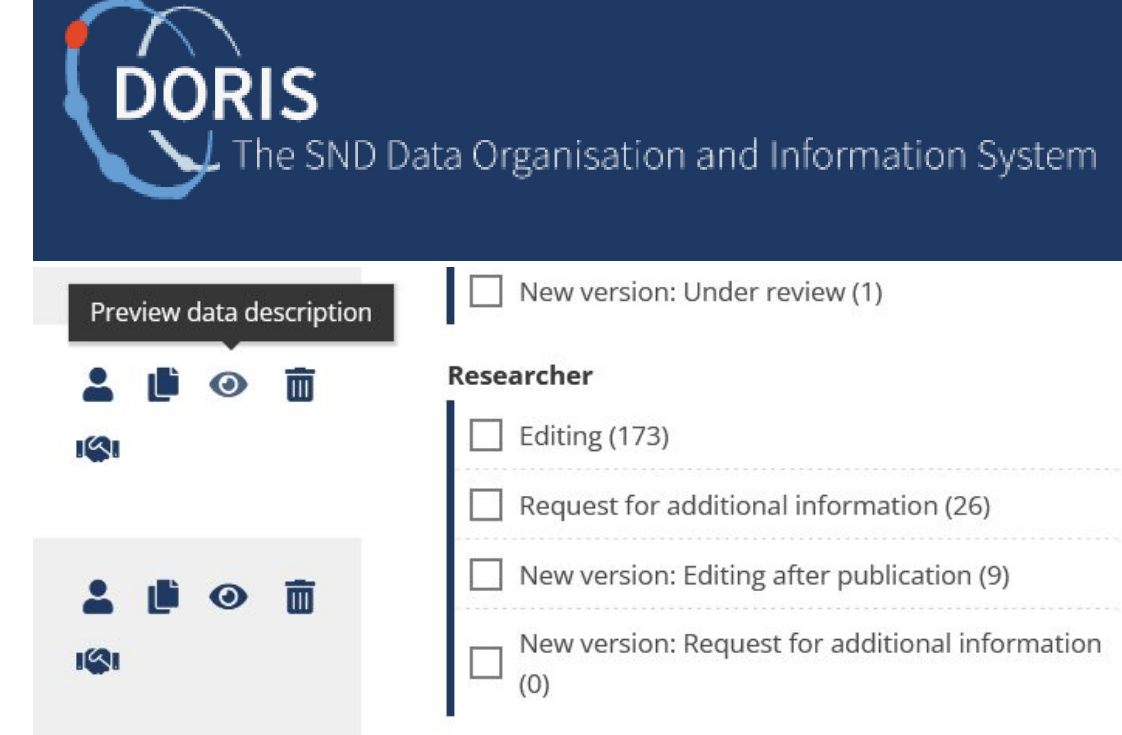 DORIS
The SND Data Organisation and Information System
Preview data description
New version: Under review (1)
Researcher
Editing (173)
Request for additional information (26)
New version: Editing after publication (9)
New version: Request for additional information
(0)